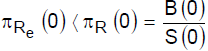 π_{R_e}(0) ⟨ π_R(0) = B(0)/S(0)